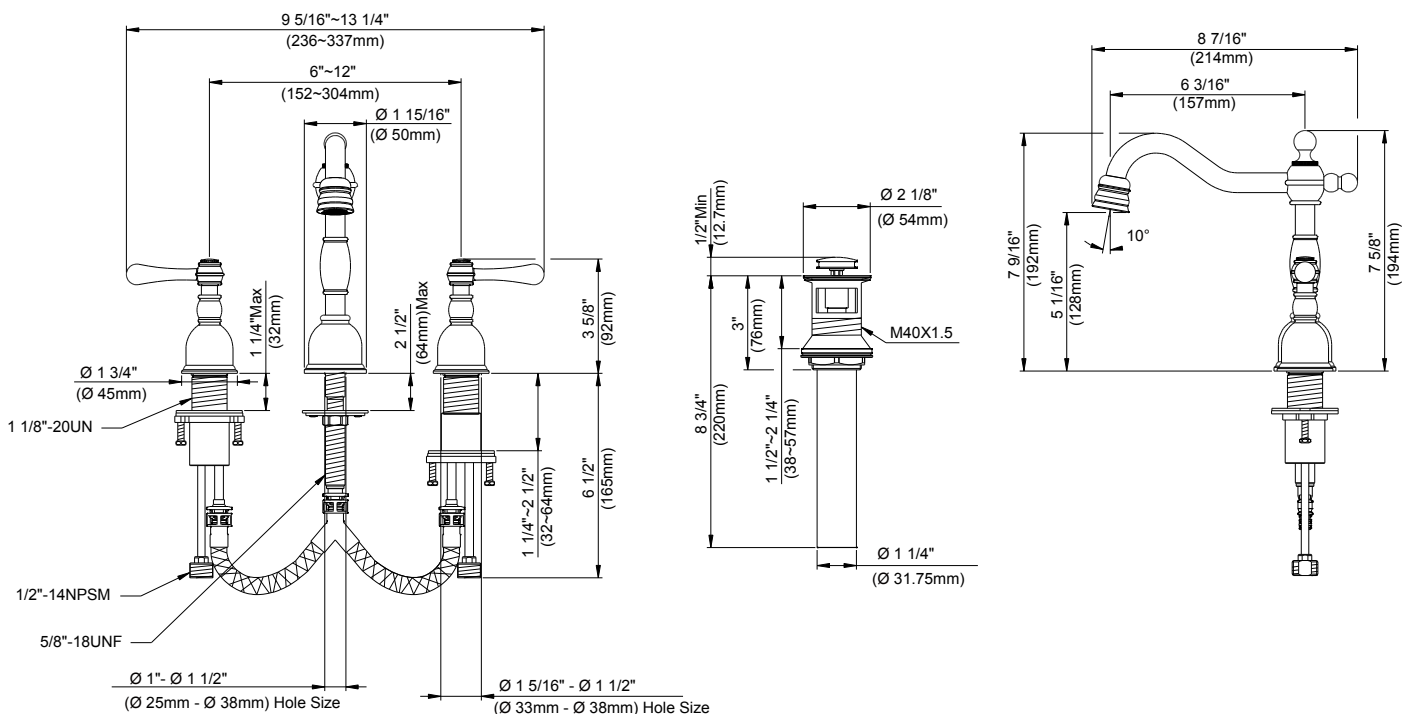 9 5/16"~13 1/4"
(236~337mm)
6"~12"
(152~304mm)
Ø 1 15/16"
(Ø 50mm)
1 1/4"Max
(32mm)
2 1/2"
(64mm)Max
3 5/8"
(92mm)
Ø 1 3/4"
(Ø 45mm)
1 1/8"-20UN
1 1/4"~2 1/2"
(32~64mm)
6 1/2"
(165mm)
1/2"-14NPSM
5/8"-18UNF
Ø 1"- Ø 1 1/2"
(Ø 25mm - Ø 38mm) Hole Size
Ø 1 5/16" - Ø 1 1/2"
(Ø 33mm - Ø 38mm) Hole Size
1/2"Min
(12.7mm)
Ø 2 1/8"
(Ø 54mm)
3"
(76mm)
M40X1.5
8 3/4"
(220mm)
1 1/2"~2 1/4"
(38~57mm)
Ø 1 1/4"
(Ø 31.75mm)
8 7/16"
(214mm)
6 3/16"
(157mm)
7 9/16"
(192mm)
5 1/16"
(128mm)
10°
7 5/8"
(194mm)